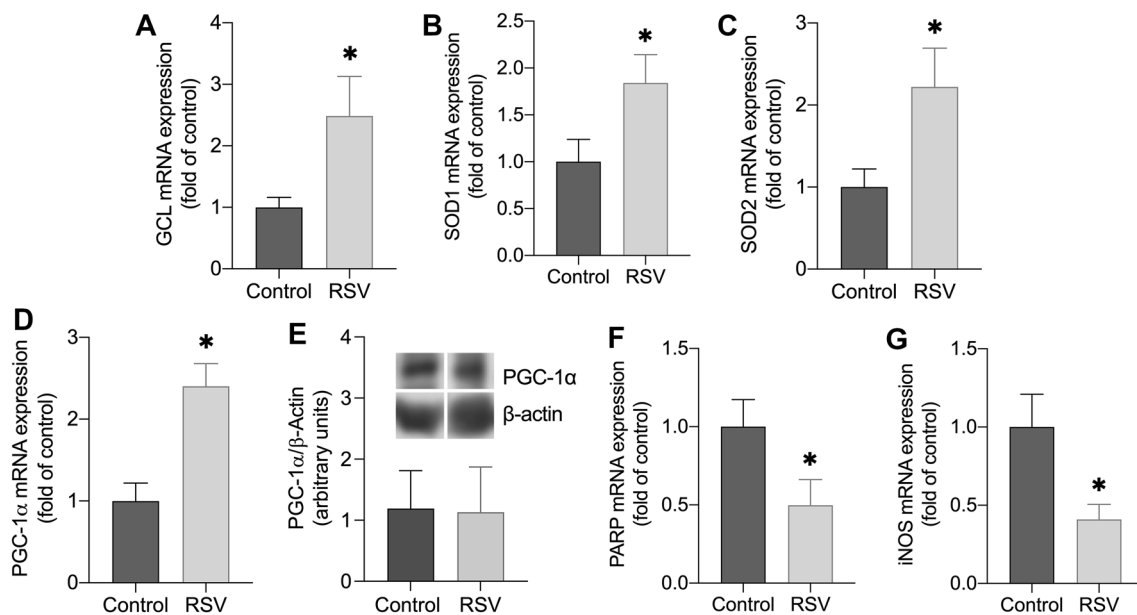 A
GCL mRNA expression
(fold of control)
4
3
2
1
0
*
Control RSV
B
SOD1 mRNA expression
(fold of control)
2.5
2.0
1.5
1.0
0.5
0.0
*
Control RSV
C
SOD2 mRNA expression
(fold of control)
3
2
1
0
*
Control RSV
D
PGC-1α mRNA expression
(fold of control)
3
2
1
0
*
Control RSV
E
PGC-1α/β-Actin
(arbitrary units)
4
3
2
1
0
PGC-1α
β-actin
Control RSV
F
PARP mRNA expression
(fold of control)
1.5
1.0
0.5
0.0
*
Control RSV
G
iNOS mRNA expression
(fold of control)
1.5
1.0
0.5
0.0
*
Control RSV